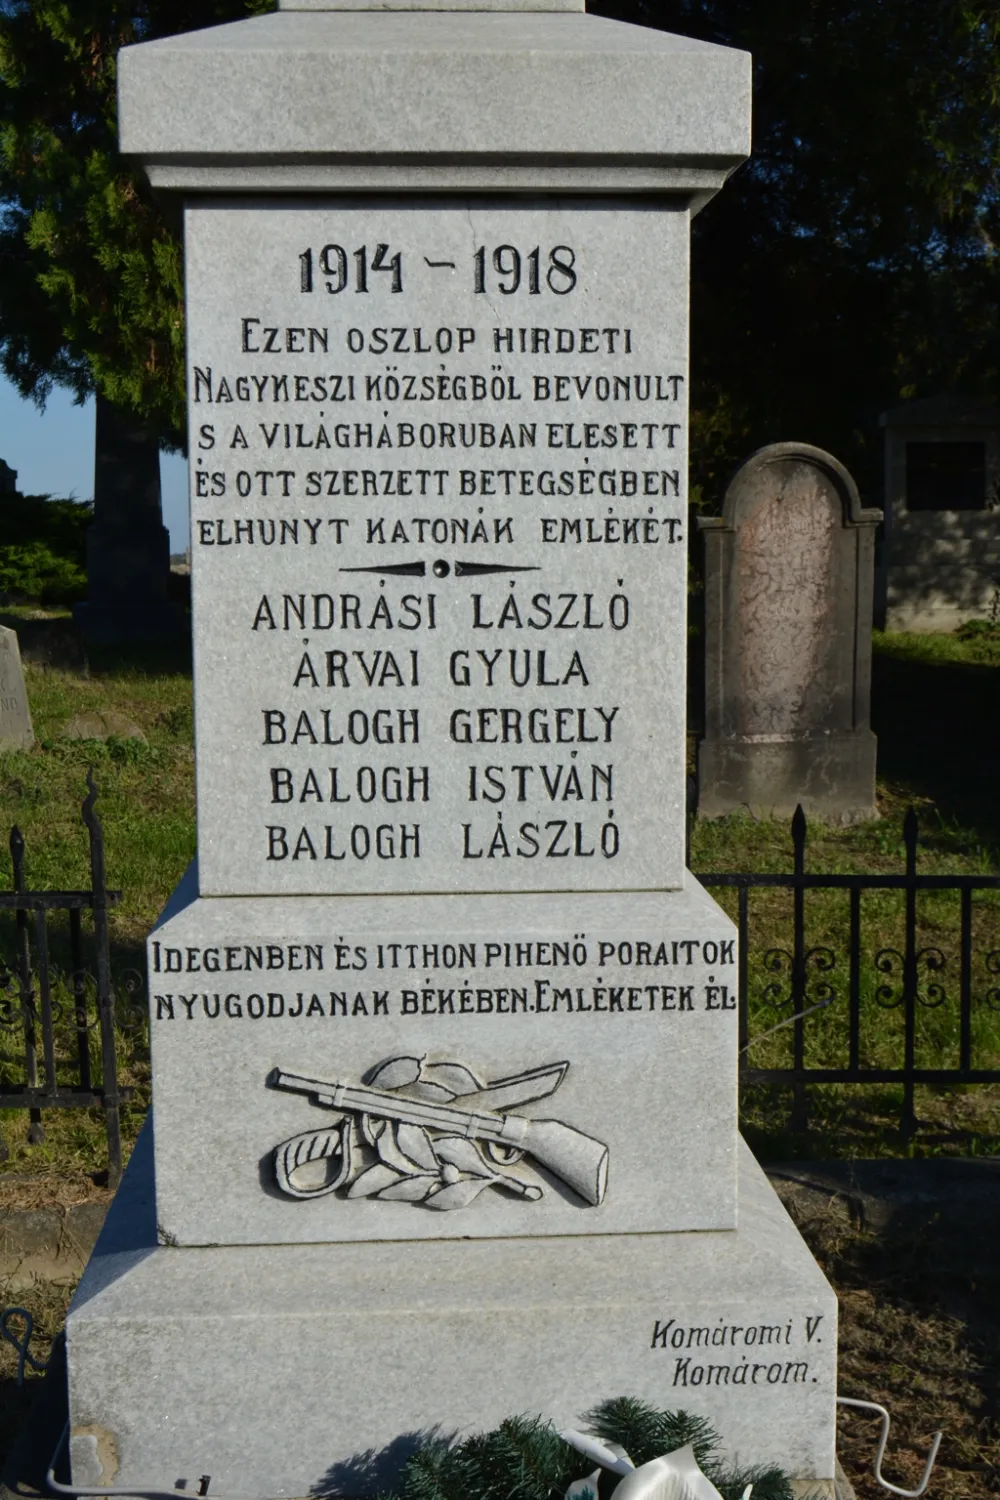 1914 - 1918
EZEN OSZLOP HIRDETI
NAGYKESZI KÖZSÉGBŐL BEVONULT
S A VILÁGHÁBORUBAN ELESETT
ÉS OTT SZERZETT BETEGSÉGBEN
ELHUNYT KATONÁK EMLÉKÉT.
ANDRÁSI LÁSZLÓ
ÁRVAI GYULA
BALOGH GERGELY
BALOGH ISTVÁN
BALOGH LÁSZLÓ
IDEGENBEN ÉS ITTHON PIHENŐ PORAITOK
NYUGODJANAK BÉKÉBEN. EMLÉKETEK ÉL
Komáromi V.
Komárom.